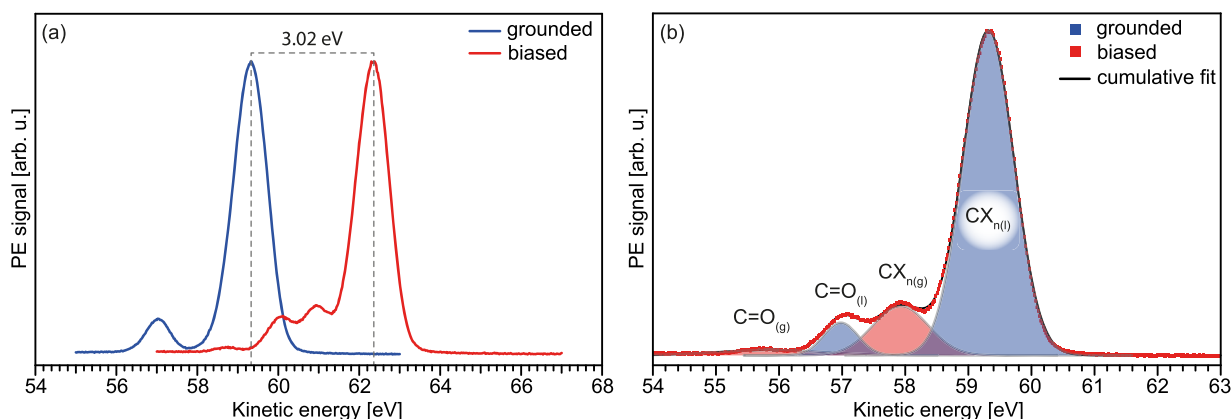 (a)
3.02 eV
grounded
biased
PE signal [arb. u.]
54 56 58 60 62 64 66 68
Kinetic energy [eV]
(b)
grounded
biased
cumulative fit
CXn(l)
CXn(g)
C=O(l)
C=O(g)
PE signal [arb. u.]
54 55 56 57 58 59 60 61 62 63
Kinetic energy [eV]